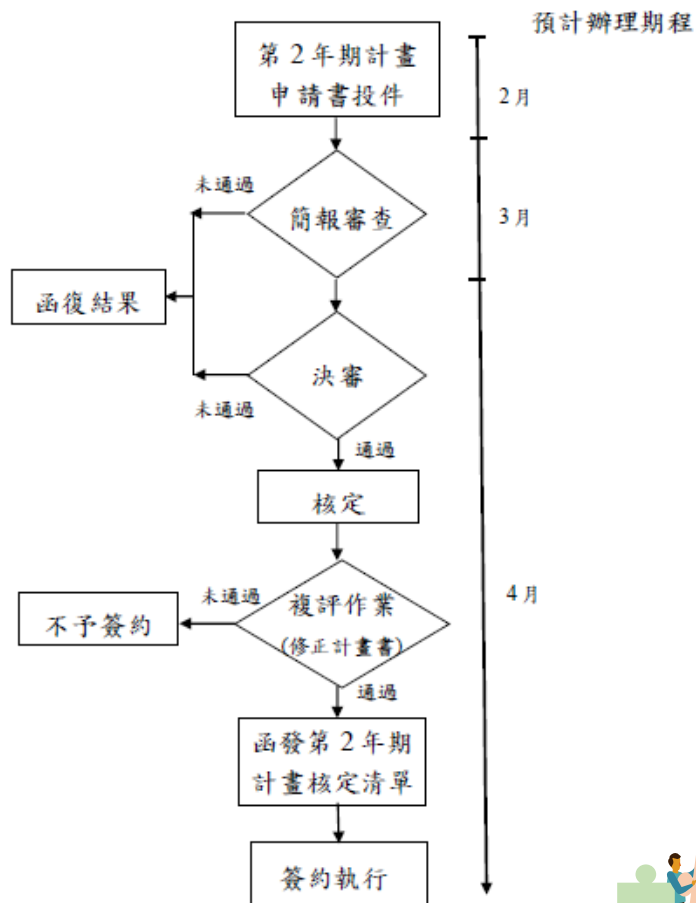 預計辦理期程
第 2 年期計畫
申請書投件
2月
未通過
簡報審查
3月
函復結果
決審
未通過
通過
核定
4月
未通過
複評作業
(修正計畫書)
不予簽約
通過
函發第 2 年期
計畫核定清單
簽約執行